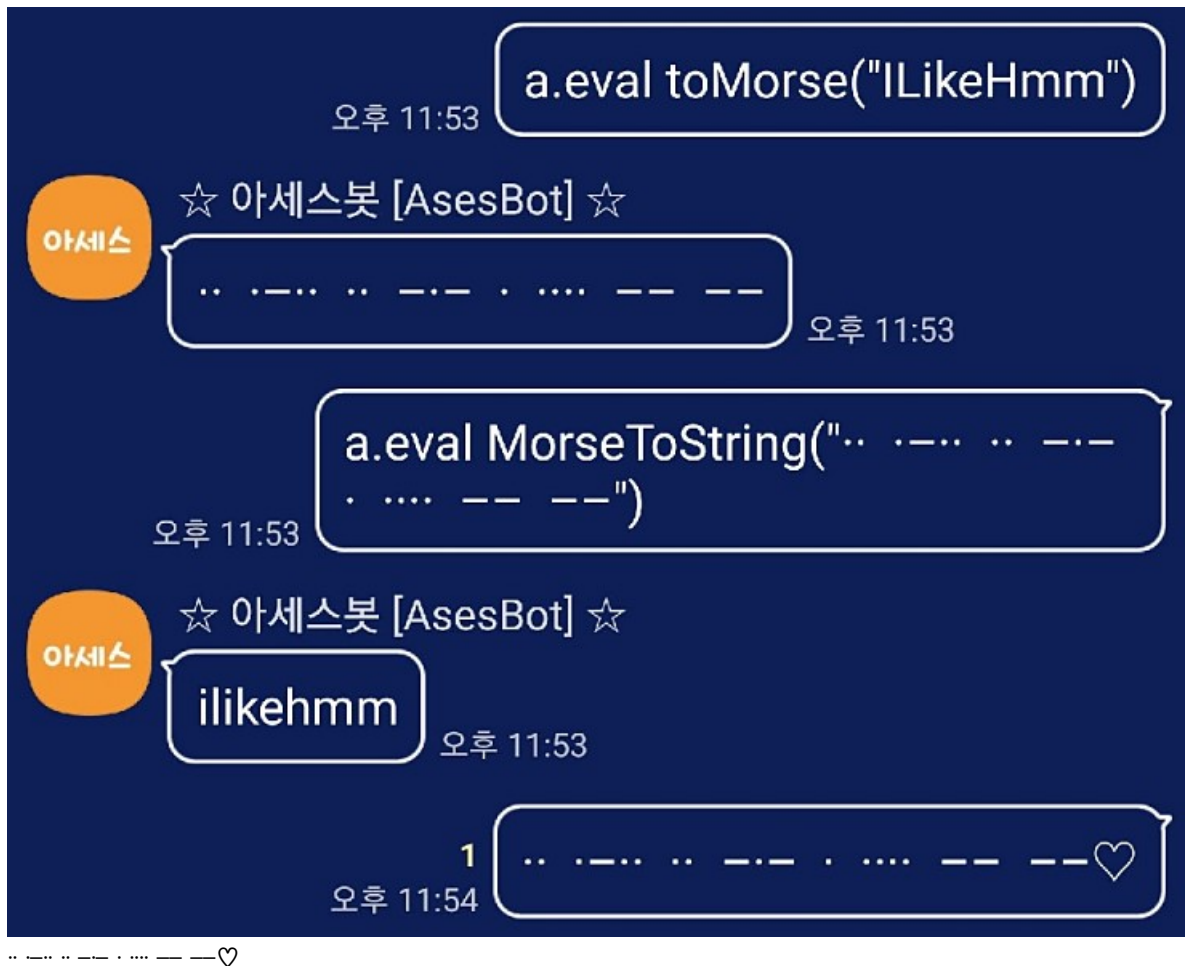 a.eval toMorse("ILikeHmm")
오후 11:53
☆ 아세스봇 [AsesBot] ☆
아세스
·· ·−·· ·· −·− · ···· −− −−
오후 11:53
a.eval MorseToString("·· ·−·· ·· −·−
· ···· −− −−")
오후 11:53
☆ 아세스봇 [AsesBot] ☆
아세스
ilikehmm
오후 11:53
1
·· ·−·· ·· −·− · ···· −− −−♡
오후 11:54
·· ·−·· ·· −·− · ···· −− −−♡